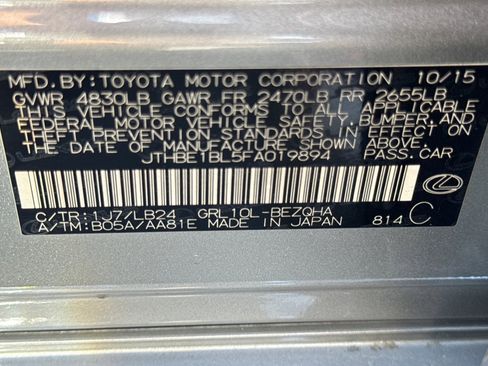 MFD.BY:TOYOTA MOTOR CORPORATION 10/15
GVWR 4830LB GAWR FR 2470LB RR 2655LB
THIS VEHICLE CONFORMS TO ALL APPLICABLE
FEDERAL MOTOR VEHICLE SAFETY, BUMPER, AND
THEFT PREVENTION STANDARDS IN EFFECT ON
THE DATE OF MANUFACTURE SHOWN ABOVE.
JTHBE1BL5FA019894 PASS.CAR
C/TR:1J7/LB24 GRL10L-BEZQHA
A/TM:B05A/AA81E MADE IN JAPAN 814 C